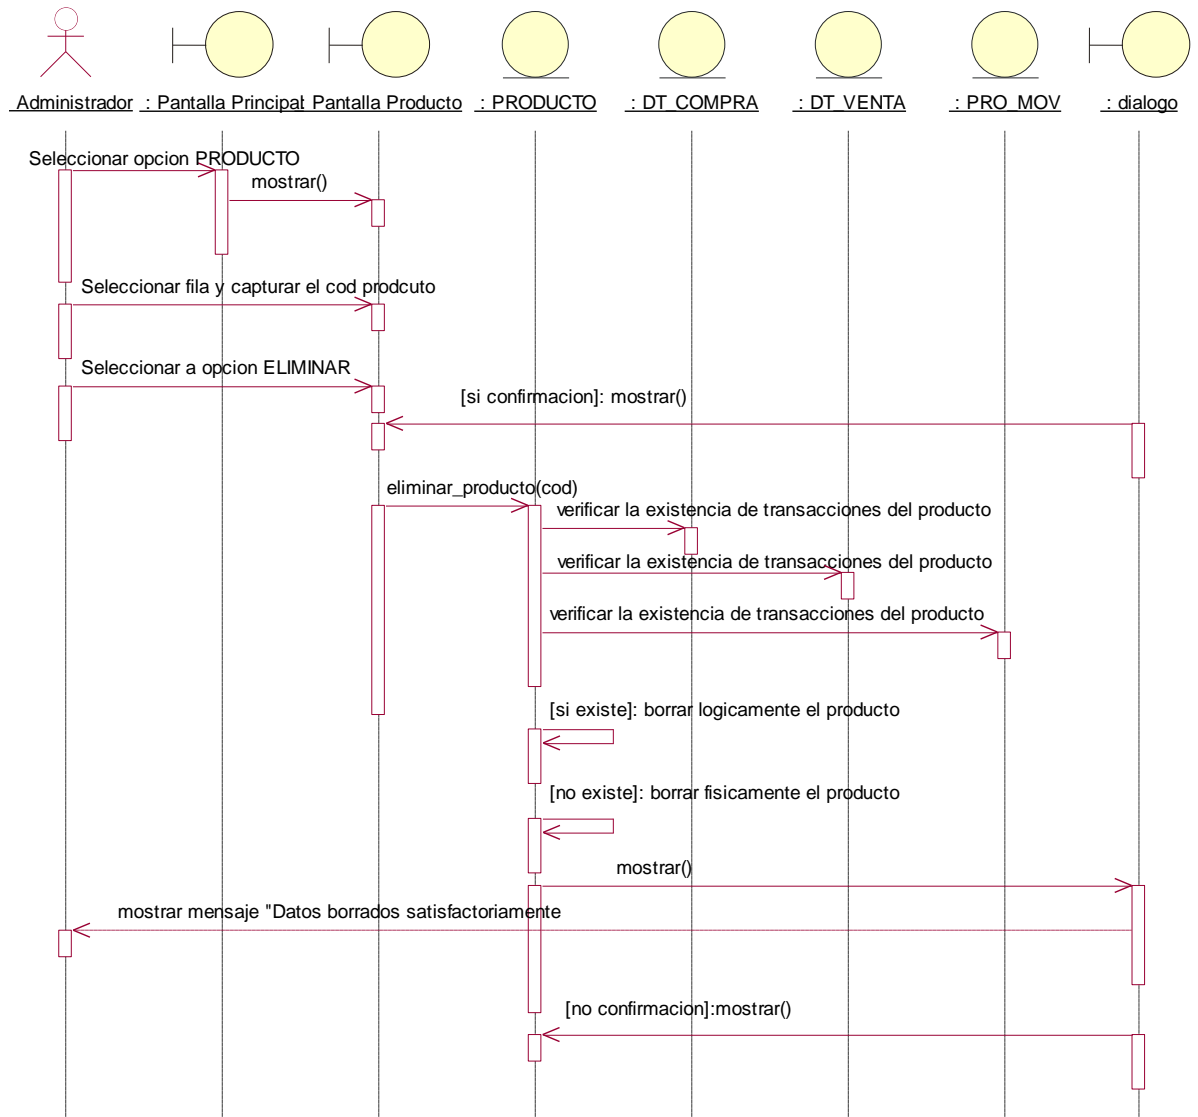 Administrador
: Pantalla Principal
: Pantalla Producto
: PRODUCTO
: DT_COMPRA
: DT_VENTA
: PRO_MOV
: dialogo
Seleccionar opcion PRODUCTO
mostrar()
Seleccionar fila y capturar el cod prodcuto
Seleccionar a opcion ELIMINAR
[si confirmacion]: mostrar()
eliminar_producto(cod)
verificar la existencia de transacciones del producto
verificar la existencia de transacciones del producto
verificar la existencia de transacciones del producto
[si existe]: borrar logicamente el producto
[no existe]: borrar fisicamente el producto
mostrar()
mostrar mensaje "Datos borrados satisfactoriamente
[no confirmacion]:mostrar()